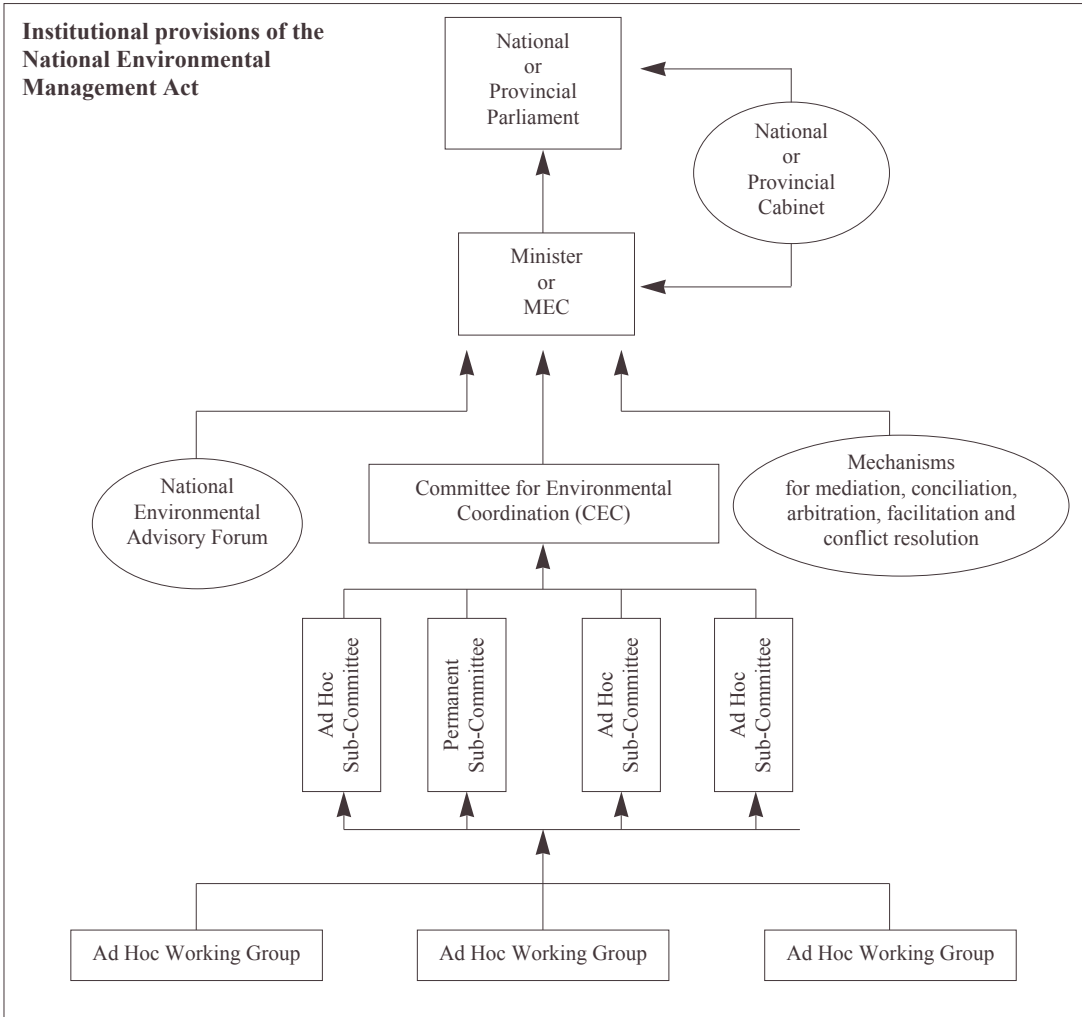 Institutional provisions of the
National Environmental
Management Act
National
or
Provincial
Parliament
National
or
Provincial
Cabinet
Minister
or
MEC
National
Environmental
Advisory Forum
Committee for Environmental
Coordination (CEC)
Mechanisms
for mediation, conciliation,
arbitration, facilitation and
conflict resolution
Ad Hoc
Sub-Committee
Permanent
Sub-Committee
Ad Hoc
Sub-Committee
Ad Hoc
Sub-Committee
Ad Hoc Working Group
Ad Hoc Working Group
Ad Hoc Working Group